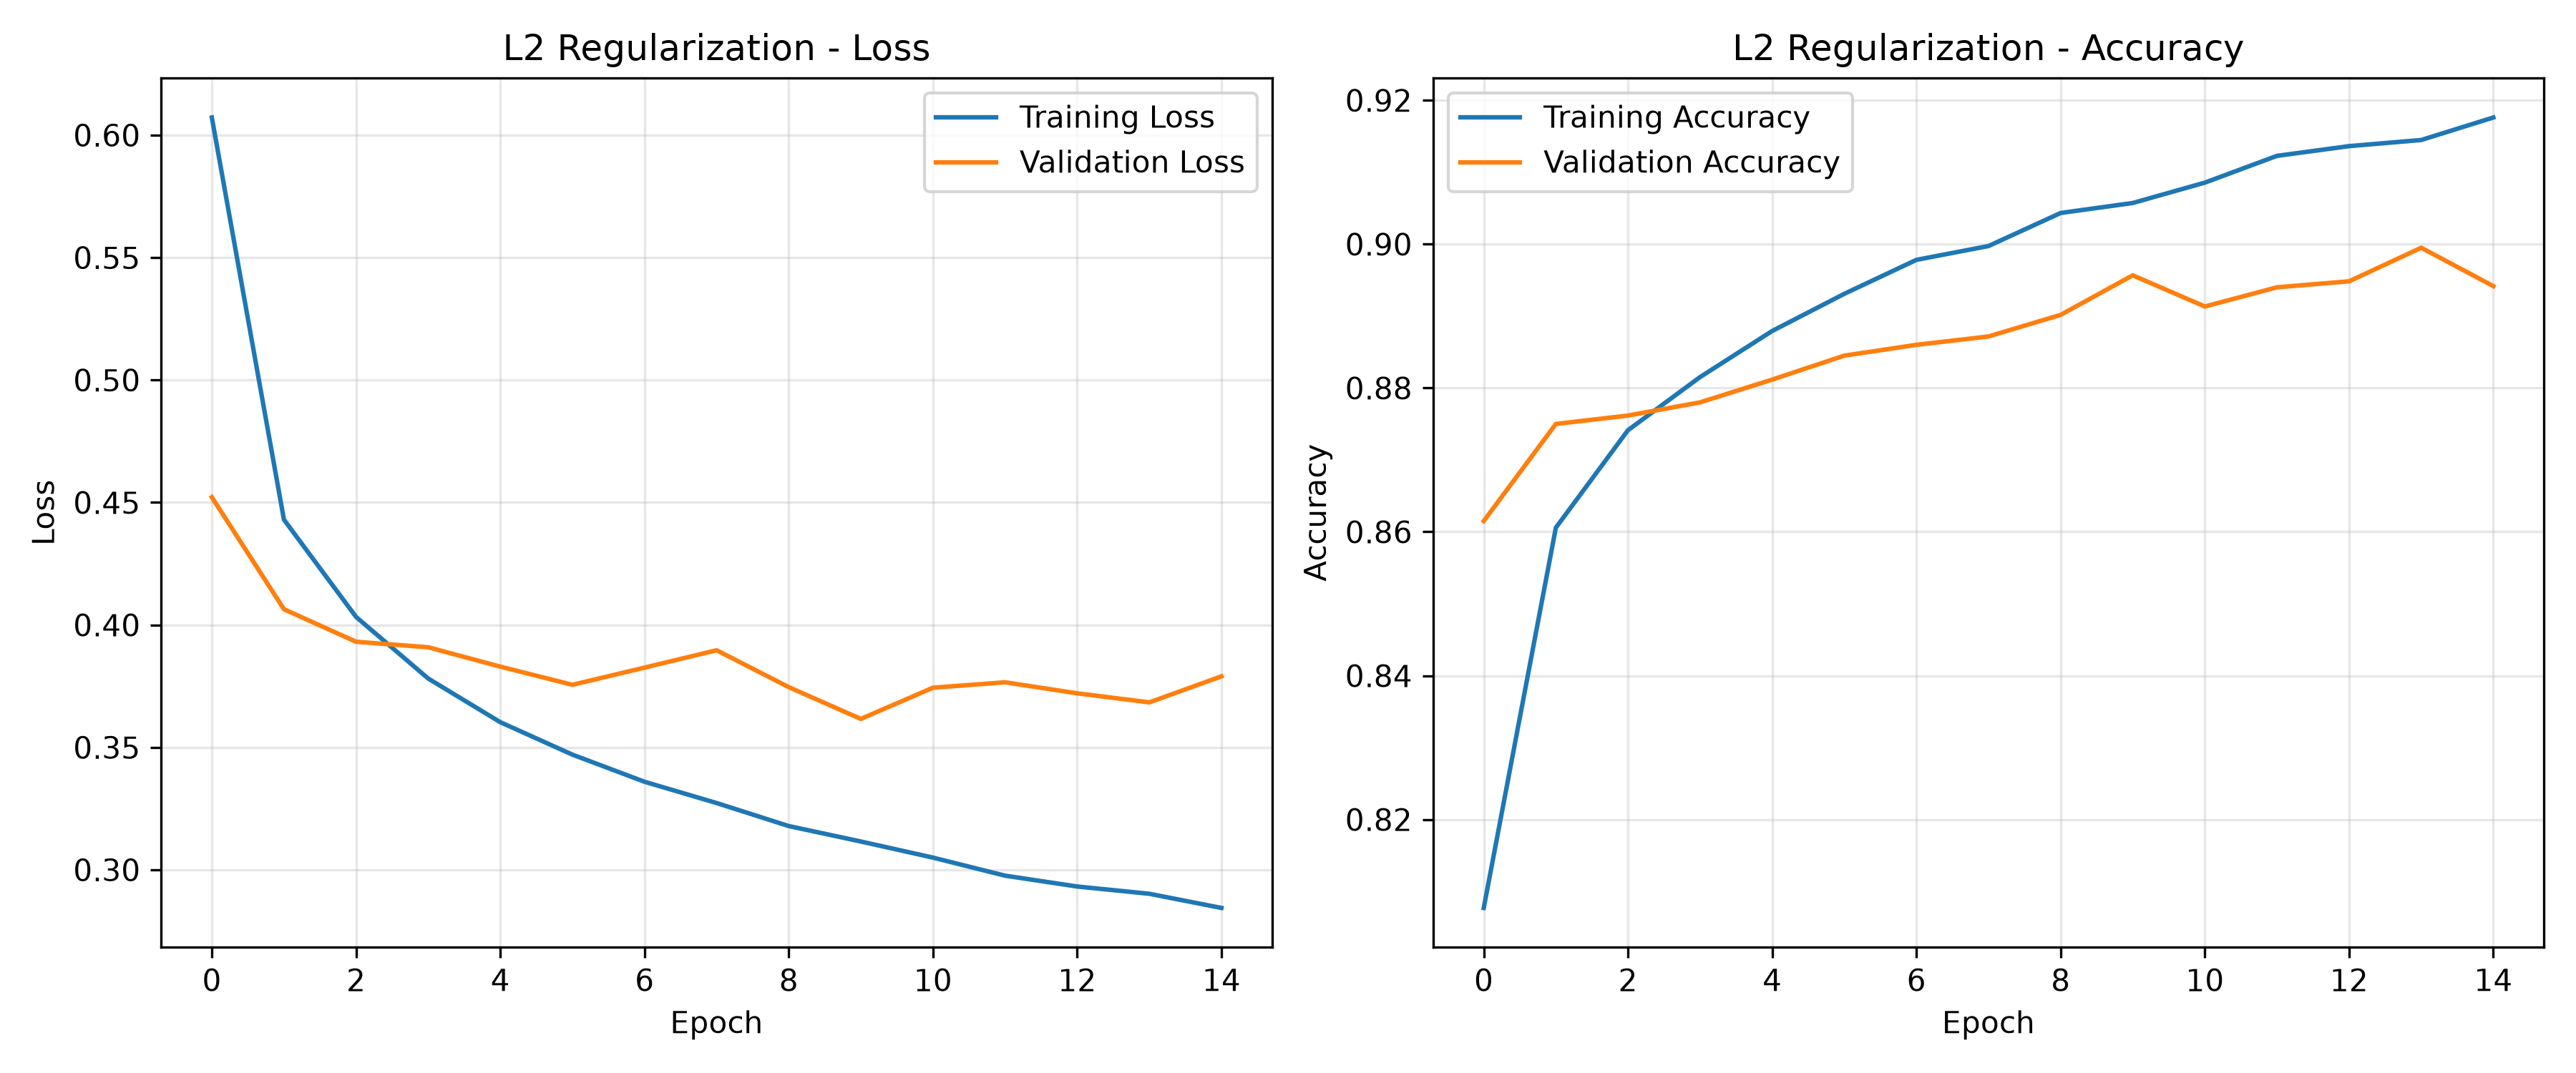 L2 Regularization - Loss
Training Loss
Validation Loss
0.60
0.55
0.50
0.45
0.40
0.35
0.30
Loss
0 2 4 6 8 10 12 14
Epoch
L2 Regularization - Accuracy
Training Accuracy
Validation Accuracy
0.92
0.90
0.88
0.86
0.84
0.82
Accuracy
0 2 4 6 8 10 12 14
Epoch